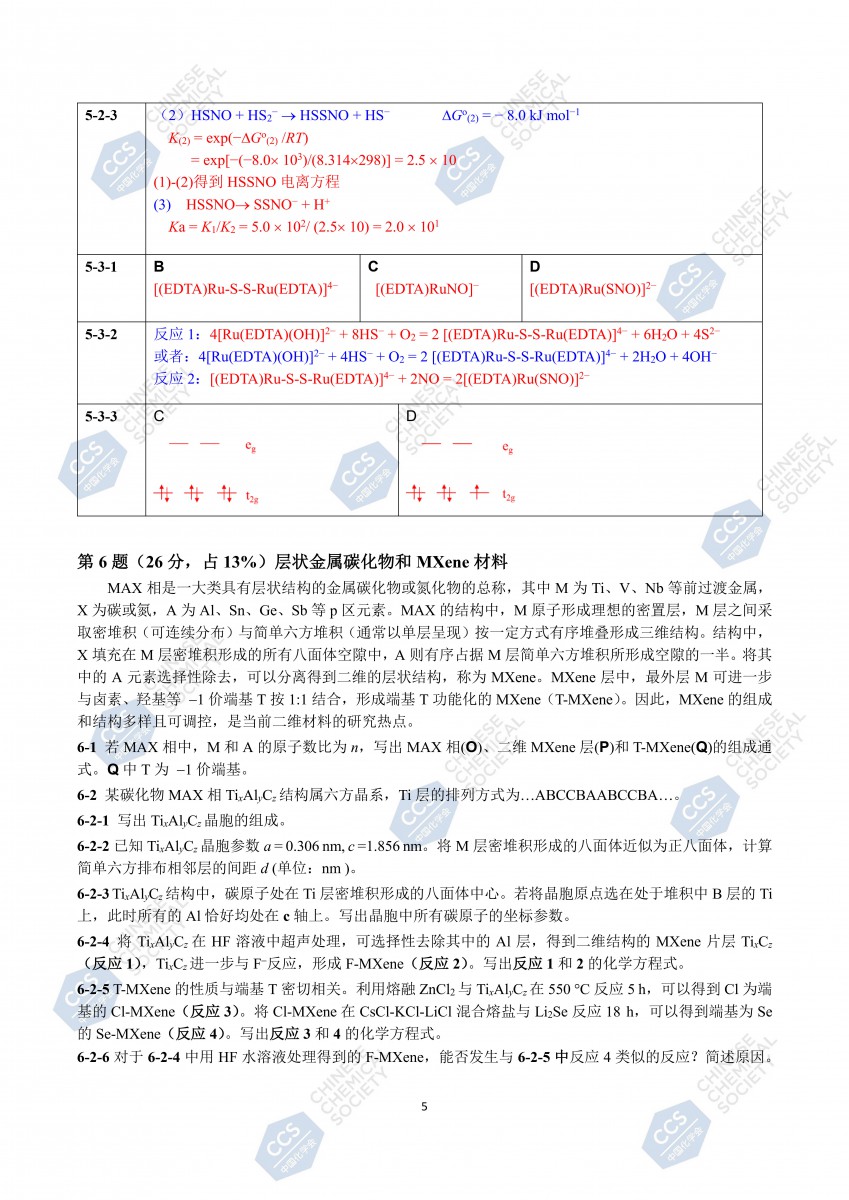 5-2-3
（2）HSNO + HS₂⁻ → HSSNO + HS⁻ ΔGº₍₂₎ = − 8.0 kJ mol⁻¹
K₍₂₎ = exp(−ΔGº₍₂₎ /RT)
= exp[−(−8.0× 10³)/(8.314×298)] = 2.5 × 10
(1)-(2)得到 HSSNO 电离方程
(3) HSSNO→ SSNO⁻ + H⁺
Ka = K₁/K₂ = 5.0 × 10²/ (2.5× 10) = 2.0 × 10¹
5-3-1
B
[(EDTA)Ru-S-S-Ru(EDTA)]⁴⁻
C
[(EDTA)RuNO]⁻
D
[(EDTA)Ru(SNO)]²⁻
5-3-2
反应 1：4[Ru(EDTA)(OH)]²⁻ + 8HS⁻ + O₂ = 2 [(EDTA)Ru-S-S-Ru(EDTA)]⁴⁻ + 6H₂O + 4S²⁻
或者：4[Ru(EDTA)(OH)]²⁻ + 4HS⁻ + O₂ = 2 [(EDTA)Ru-S-S-Ru(EDTA)]⁴⁻ + 2H₂O + 4OH⁻
反应 2：[(EDTA)Ru-S-S-Ru(EDTA)]⁴⁻ + 2NO = 2[(EDTA)Ru(SNO)]²⁻
5-3-3
C
e_g
t_2g
D
e_g
t_2g
第 6 题（26 分，占 13%）层状金属碳化物和 MXene 材料
MAX 相是一大类具有层状结构的金属碳化物或氮化物的总称，其中 M 为 Ti、V、Nb 等前过渡金属，
X 为碳或氮，A 为 Al、Sn、Ge、Sb 等 p 区元素。MAX 的结构中，M 原子形成理想的密置层，M 层之间采
取密堆积（可连续分布）与简单六方堆积（通常以单层呈现）按一定方式有序堆叠形成三维结构。结构中，
X 填充在 M 层密堆积形成的所有八面体空隙中，A 则有序占据 M 层简单六方堆积所形成空隙的一半。将其
中的 A 元素选择性除去，可以分离得到二维的层状结构，称为 MXene。MXene 层中，最外层 M 可进一步
与卤素、羟基等 –1 价端基 T 按 1:1 结合，形成端基 T 功能化的 MXene（T-MXene）。因此，MXene 的组成
和结构多样且可调控，是当前二维材料的研究热点。
6-1 若 MAX 相中，M 和 A 的原子数比为 n，写出 MAX 相(O)、二维 MXene 层(P)和 T-MXene(Q)的组成通
式。Q 中 T 为 –1 价端基。
6-2 某碳化物 MAX 相 TiₓAl_yC_z 结构属六方晶系，Ti 层的排列方式为…ABCCBAABCCBA…。
6-2-1 写出 TiₓAl_yC_z 晶胞的组成。
6-2-2 已知 TiₓAl_yC_z 晶胞参数 a = 0.306 nm, c =1.856 nm。将 M 层密堆积形成的八面体近似为正八面体，计算
简单六方排布相邻层的间距 d (单位：nm )。
6-2-3 TiₓAl_yC_z 结构中，碳原子处在 Ti 层密堆积形成的八面体中心。若将晶胞原点选在处于堆积中 B 层的 Ti
上，此时所有的 Al 恰好均处在 c 轴上。写出晶胞中所有碳原子的坐标参数。
6-2-4 将 TiₓAl_yC_z 在 HF 溶液中超声处理，可选择性去除其中的 Al 层，得到二维结构的 MXene 片层 TiₓC_z
（反应 1），TiₓC_z 进一步与 F⁻反应，形成 F-MXene（反应 2）。写出反应 1 和 2 的化学方程式。
6-2-5 T-MXene 的性质与端基 T 密切相关。利用熔融 ZnCl₂ 与 TiₓAl_yC_z 在 550 °C 反应 5 h，可以得到 Cl 为端
基的 Cl-MXene（反应 3）。将 Cl-MXene 在 CsCl-KCl-LiCl 混合熔盐与 Li₂Se 反应 18 h，可以得到端基为 Se
的 Se-MXene（反应 4）。写出反应 3 和 4 的化学方程式。
6-2-6 对于 6-2-4 中用 HF 水溶液处理得到的 F-MXene，能否发生与 6-2-5 中反应 4 类似的反应？简述原因。
5